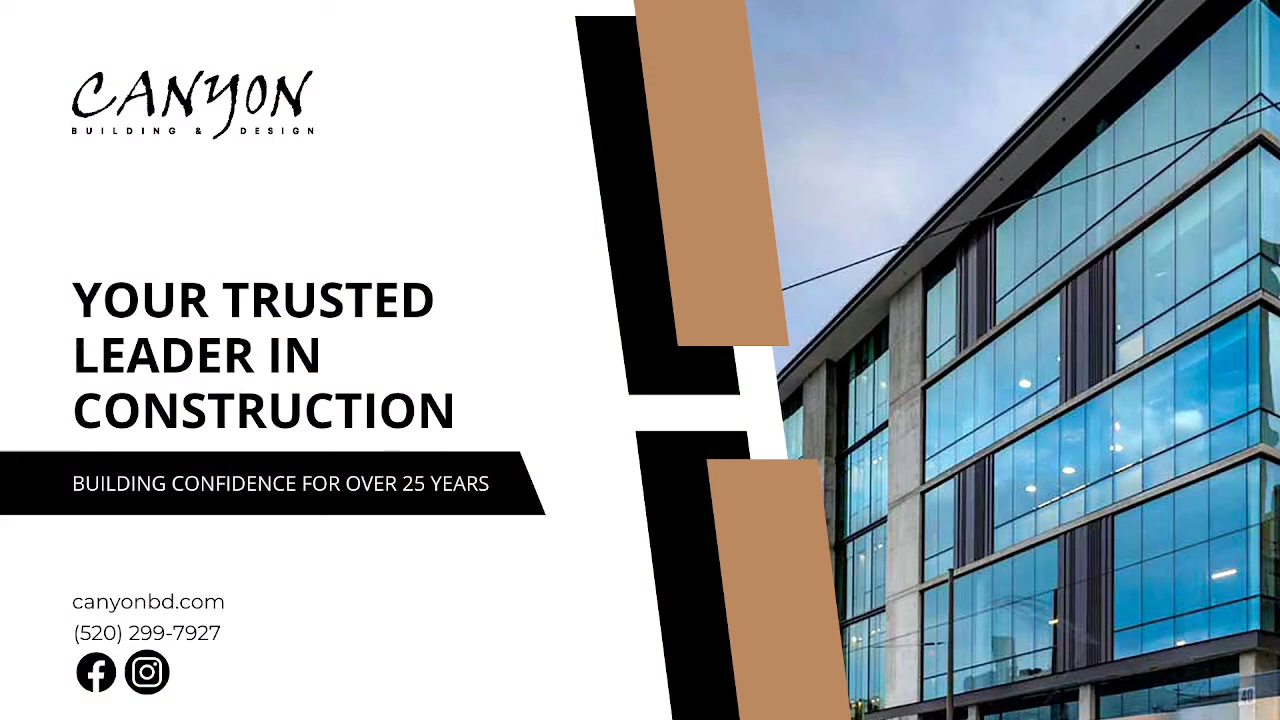 CANYON
BUILDING & DESIGN
YOUR TRUSTED
LEADER IN
CONSTRUCTION
BUILDING CONFIDENCE FOR OVER 25 YEARS
canyonbd.com
(520) 299-7927
40